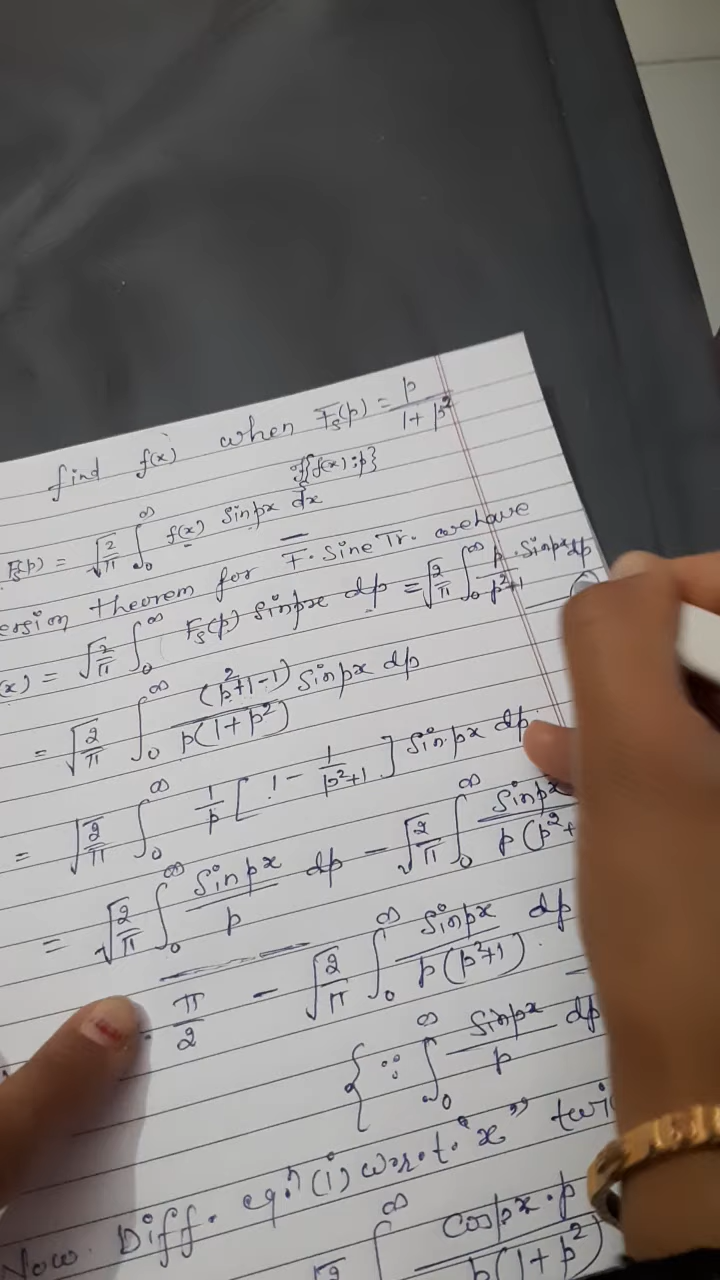 find f(x) when Fs(p) = p/(1+p²)
Fs(p) = √(2/π) ∫₀^∞ f(x) sin px dx
F{f(x);p}
ersion theorem for F. Sine Tr. we have
(x) = √(2/π) ∫₀^∞ Fs(p) sin px dp = √(2/π) ∫₀^∞ p/(p²+1) . sin px dp
= √(2/π) ∫₀^∞ (p²+1-1)/(p(1+p²)) sin px dp
= √(2/π) ∫₀^∞ 1/p [1 - 1/(p²+1)] sin px dp
= √(2/π) ∫₀^∞ sin px/p dp - √(2/π) ∫₀^∞ sin px/(p(p²+
. π/2 - √(2/π) ∫₀^∞ sin px/(p(p²+1)) dp
{ ∵ ∫₀^∞ sin px/p dp
Now Diff. eqn (i) w.r.t. "x"
∫^∞ cos px . p/(p(1+p²))